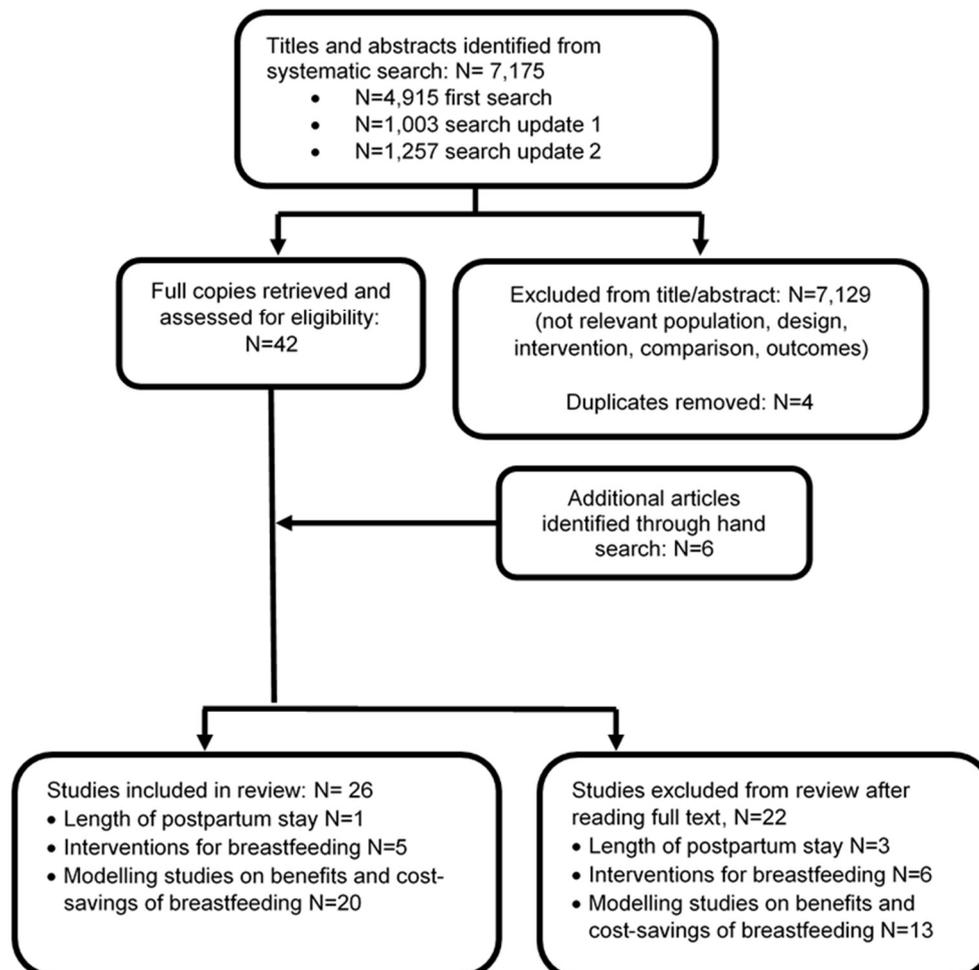 Titles and abstracts identified from
systematic search: N= 7,175
• N=4,915 first search
• N=1,003 search update 1
• N=1,257 search update 2
Full copies retrieved and
assessed for eligibility:
N=42
Excluded from title/abstract: N=7,129
(not relevant population, design,
intervention, comparison, outcomes)
Duplicates removed: N=4
Additional articles
identified through hand
search: N=6
Studies included in review: N= 26
• Length of postpartum stay N=1
• Interventions for breastfeeding N=5
• Modelling studies on benefits and cost-
savings of breastfeeding N=20
Studies excluded from review after
reading full text, N=22
• Length of postpartum stay N=3
• Interventions for breastfeeding N=6
• Modelling studies on benefits and
cost-savings of breastfeeding N=13